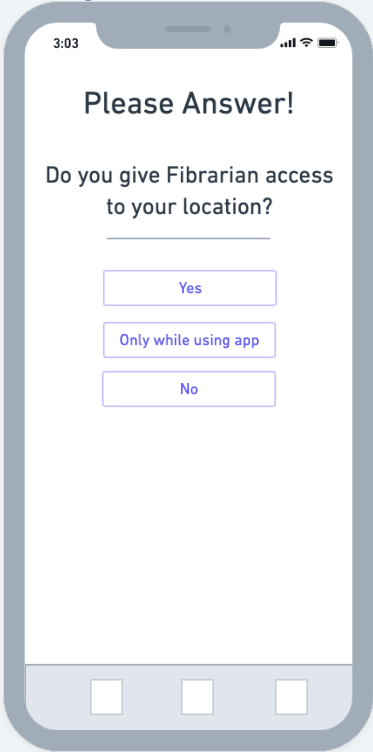 3:03
Please Answer!
Do you give Fibrarian access
to your location?
Yes
Only while using app
No